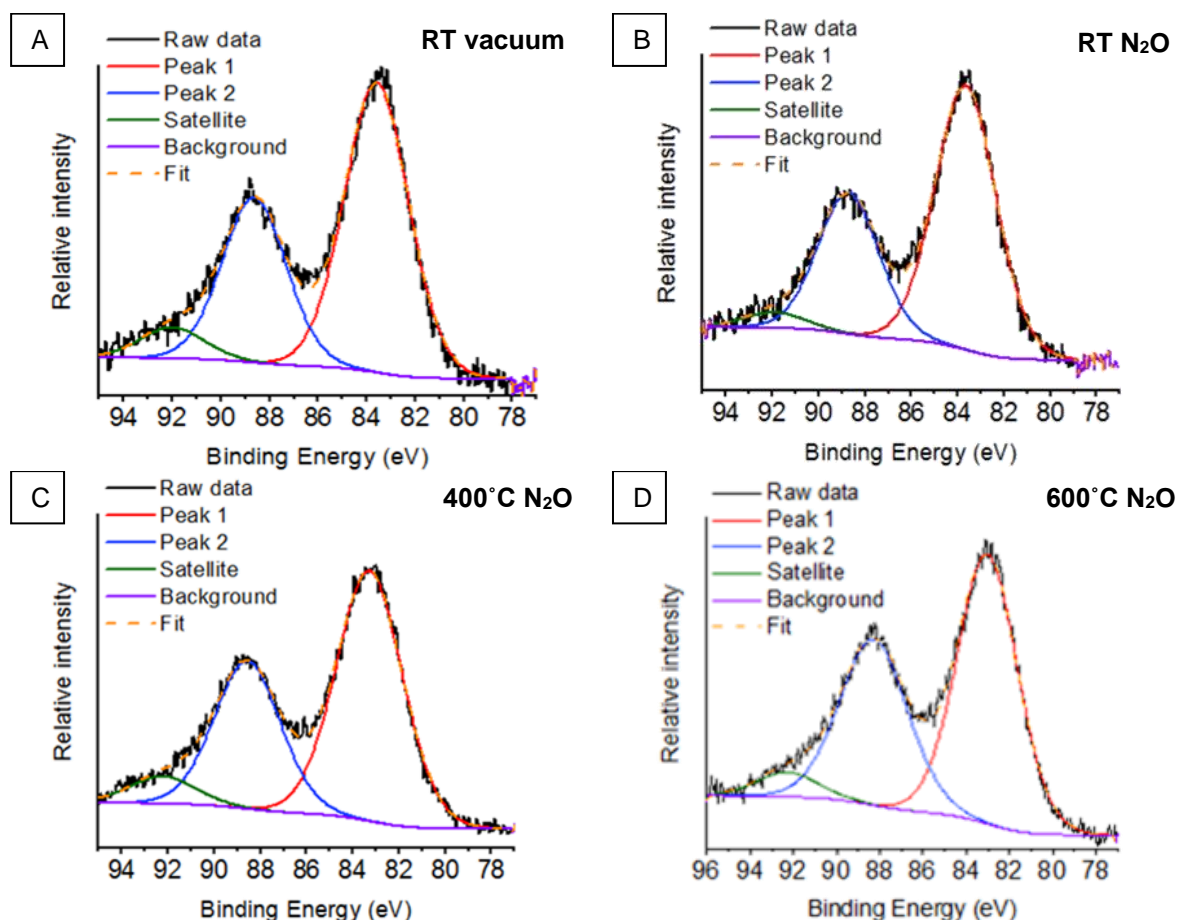 A
RT vacuum
Raw data
Peak 1
Peak 2
Satellite
Background
Fit
Relative intensity
94 92 90 88 86 84 82 80 78
Binding Energy (eV)
B
RT N₂O
Raw data
Peak 1
Peak 2
Satellite
Background
Fit
Relative intensity
94 92 90 88 86 84 82 80 78
Binding Energy (eV)
C
400˚C N₂O
Raw data
Peak 1
Peak 2
Satellite
Background
Fit
Relative intensity
94 92 90 88 86 84 82 80 78
Binding Energy (eV)
D
600˚C N₂O
Raw data
Peak 1
Peak 2
Satellite
Background
Fit
Relative intensity
96 94 92 90 88 86 84 82 80 78
Binding Energy (eV)